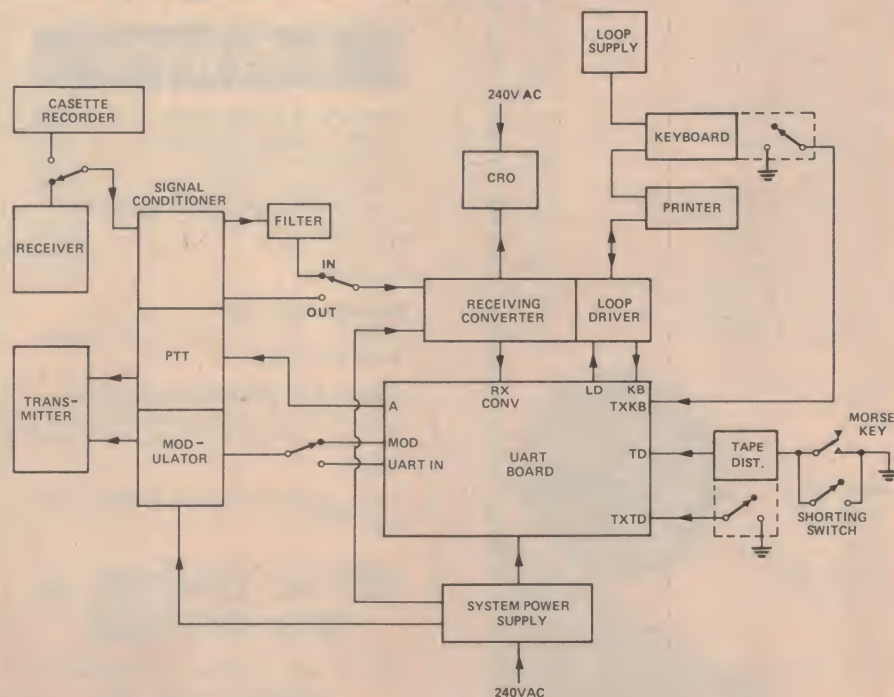 LOOP
SUPPLY
240V AC
CASETTE
RECORDER
KEYBOARD
CRO
SIGNAL
CONDITIONER
PRINTER
FILTER
RECEIVER
IN
OUT
RECEIVING
CONVERTER
LOOP
DRIVER
PTT
TRANS-
MITTER
RX
CONV
LD
KB
TXKB
A
MOD
UART IN
MOD-
ULATOR
UART
BOARD
TD
TAPE
DIST.
MORSE
KEY
TXTD
SHORTING
SWITCH
SYSTEM POWER
SUPPLY
240VAC